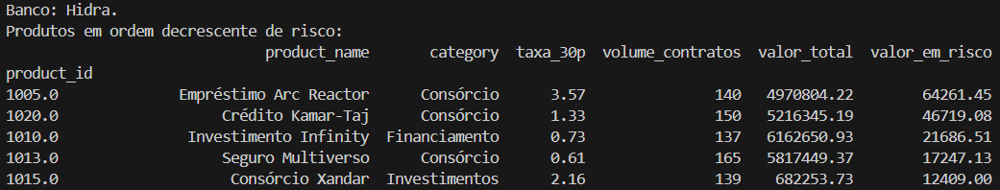 Banco: Hidra.
Produtos em ordem decrescente de risco:
product_name category taxa_30p volume_contratos valor_total valor_em_risco
product_id
1005.0 Empréstimo Arc Reactor Consórcio 3.57 140 4970804.22 64261.45
1020.0 Crédito Kamar-Taj Consórcio 1.33 150 5216345.19 46719.08
1010.0 Investimento Infinity Financiamento 0.73 137 6162650.93 21686.51
1013.0 Seguro Multiverso Consórcio 0.61 165 5817449.37 17247.13
1015.0 Consórcio Xandar Investimentos 2.16 139 682253.73 12409.00